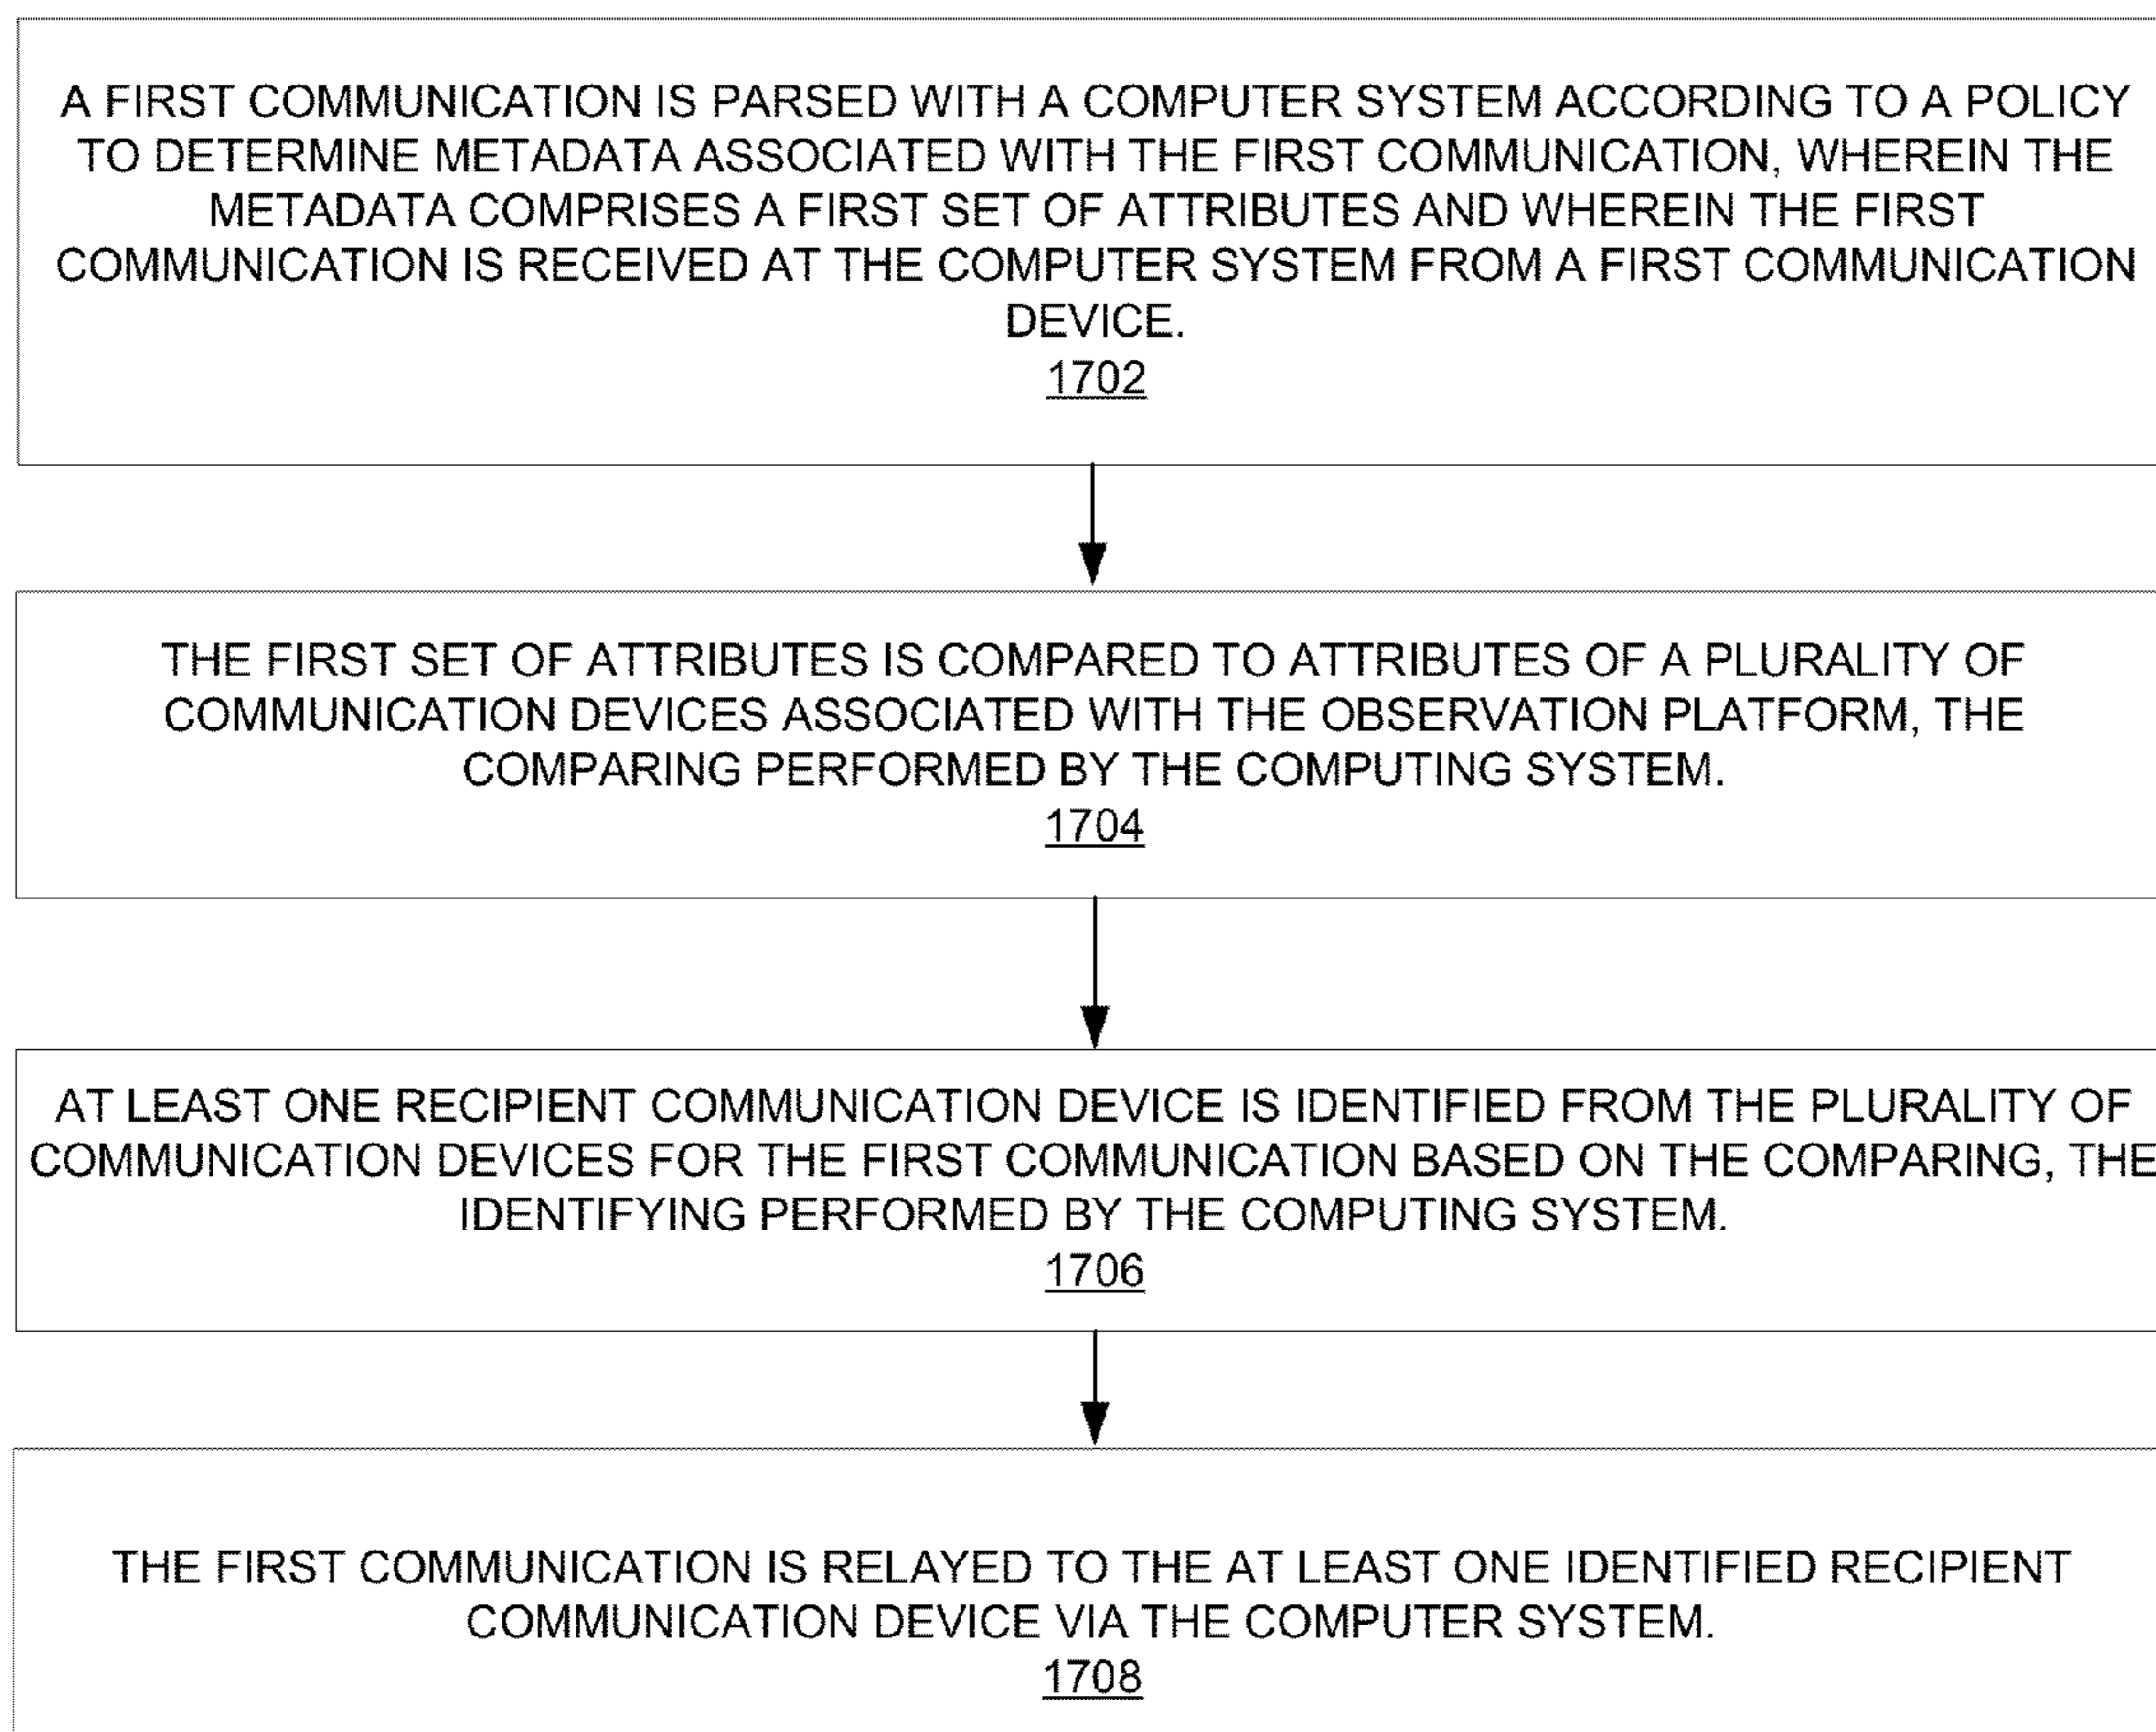 A FIRST COMMUNICATION IS PARSED WITH A COMPUTER SYSTEM ACCORDING TO A POLICY
TO DETERMINE METADATA ASSOCIATED WITH THE FIRST COMMUNICATION, WHEREIN THE
METADATA COMPRISES A FIRST SET OF ATTRIBUTES AND WHEREIN THE FIRST
COMMUNICATION IS RECEIVED AT THE COMPUTER SYSTEM FROM A FIRST COMMUNICATION
DEVICE.
1702
THE FIRST SET OF ATTRIBUTES IS COMPARED TO ATTRIBUTES OF A PLURALITY OF
COMMUNICATION DEVICES ASSOCIATED WITH THE OBSERVATION PLATFORM, THE
COMPARING PERFORMED BY THE COMPUTING SYSTEM.
1704
AT LEAST ONE RECIPIENT COMMUNICATION DEVICE IS IDENTIFIED FROM THE PLURALITY OF
COMMUNICATION DEVICES FOR THE FIRST COMMUNICATION BASED ON THE COMPARING, THE
IDENTIFYING PERFORMED BY THE COMPUTING SYSTEM.
1706
THE FIRST COMMUNICATION IS RELAYED TO THE AT LEAST ONE IDENTIFIED RECIPIENT
COMMUNICATION DEVICE VIA THE COMPUTER SYSTEM.
1708